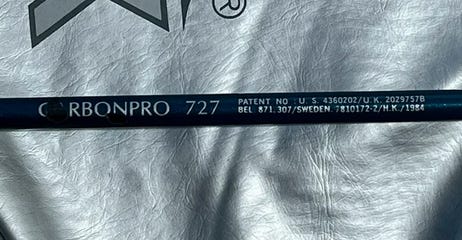 ®
CARBONPRO 727
PATENT NO : U. S. 4360202/U.K. 2029757B
BEL 871.307/SWEDEN. 7810172-2/H.K./1984